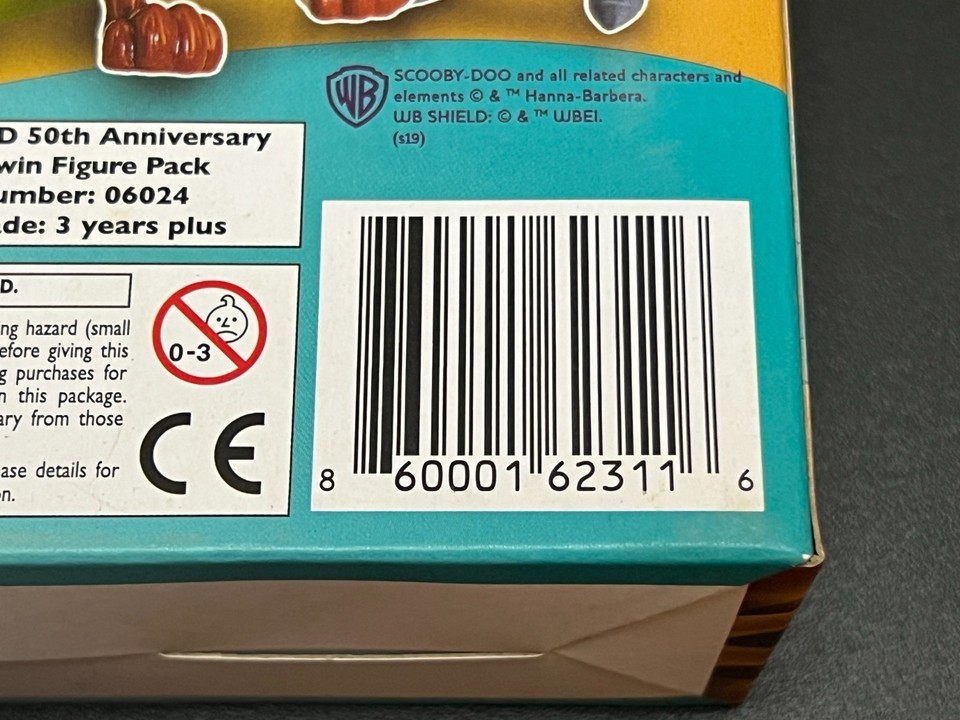 WB
SCOOBY-DOO and all related characters and
elements © & ™ Hanna-Barbera.
WB SHIELD: © & ™ WBEI.
(s19)
D 50th Anniversary
win Figure Pack
umber: 06024
de: 3 years plus
D.
ng hazard (small
efore giving this
g purchases for
n this package.
ary from those
ase details for
n.
0-3
CE
8 60001 62311 6